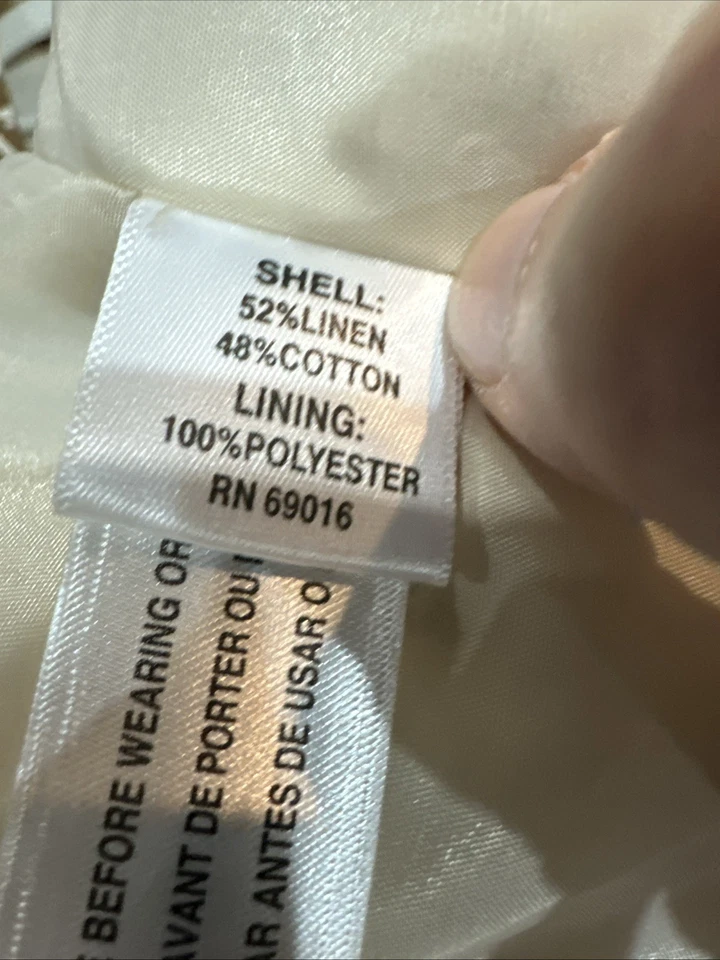 SHELL:
52%LINEN
48%COTTON
LINING:
100%POLYESTER
RN 69016
BEFORE WEARING OR
AVANT DE PORTER OU
ANTES DE USAR O